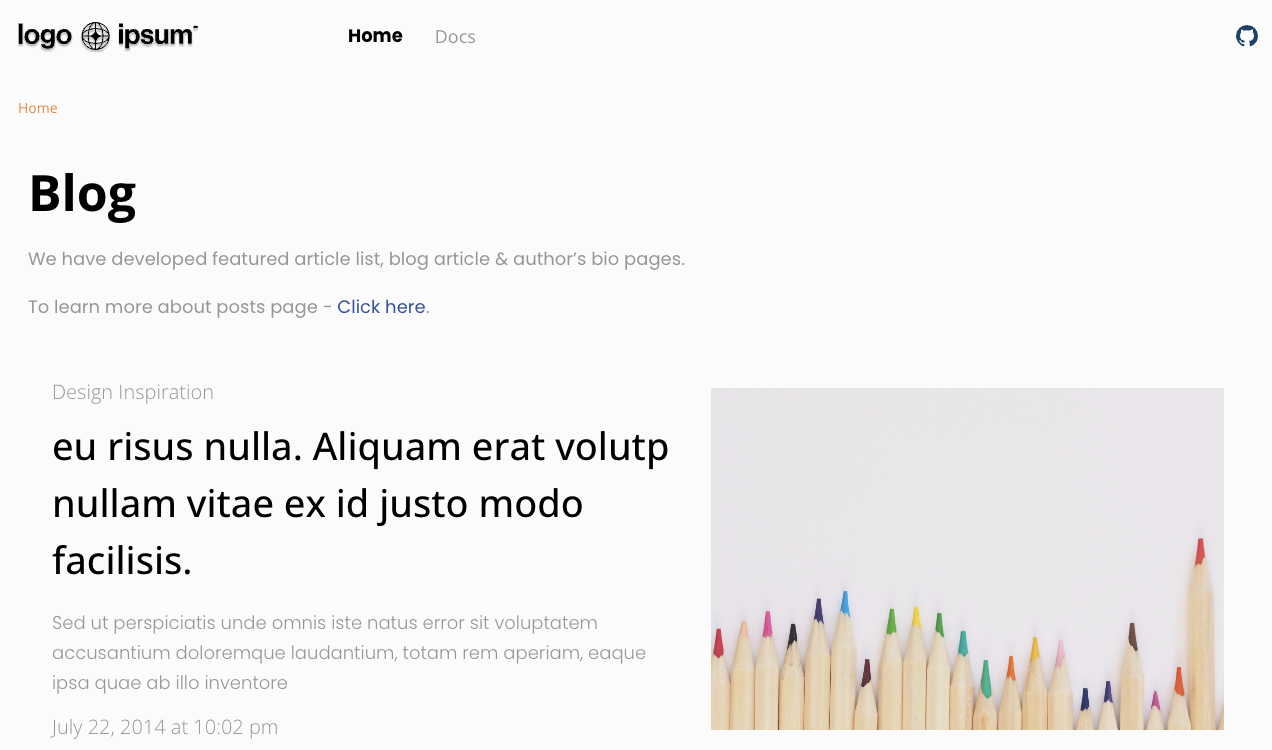 logo ipsum
Home
Docs
Home
Blog
We have developed featured article list, blog article & author’s bio pages.
To learn more about posts page - Click here.
Design Inspiration
eu risus nulla. Aliquam erat volutp
nullam vitae ex id justo modo
facilisis.
Sed ut perspiciatis unde omnis iste natus error sit voluptatem
accusantium doloremque laudantium, totam rem aperiam, eaque
ipsa quae ab illo inventore
July 22, 2014 at 10:02 pm